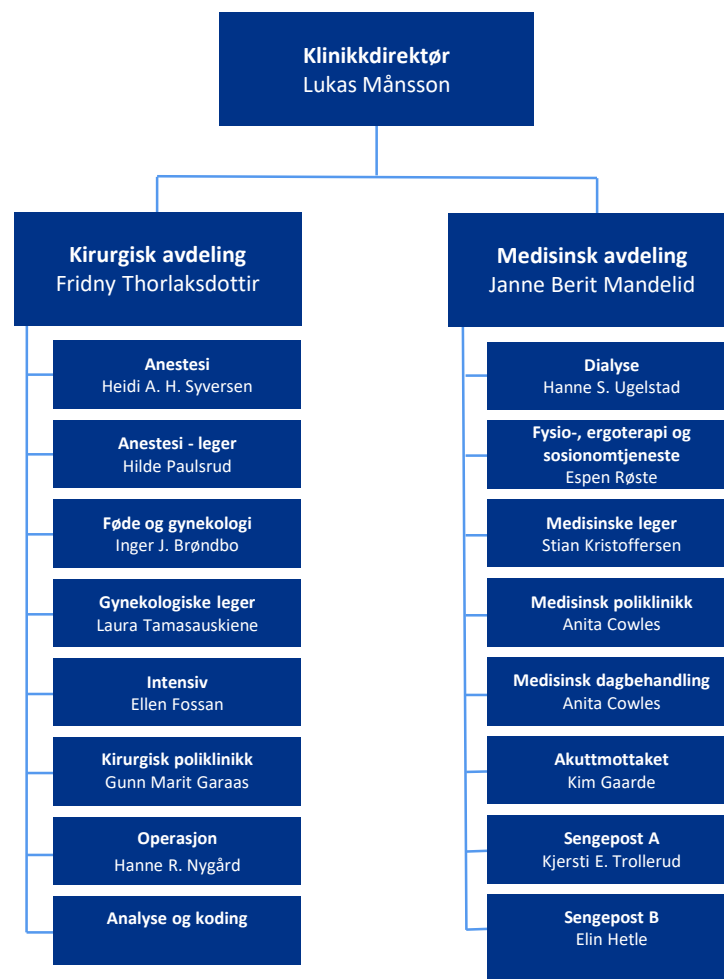 Klinikkdirektør
Lukas Månsson
Kirurgisk avdeling
Fridny Thorlaksdottir
Anestesi
Heidi A. H. Syversen
Anestesi - leger
Hilde Paulsrud
Føde og gynekologi
Inger J. Brøndbo
Gynekologiske leger
Laura Tamasauskiene
Intensiv
Ellen Fossan
Kirurgisk poliklinikk
Gunn Marit Garaas
Operasjon
Hanne R. Nygård
Analyse og koding
Medisinsk avdeling
Janne Berit Mandelid
Dialyse
Hanne S. Ugelstad
Fysio-, ergoterapi og
sosionomtjeneste
Espen Røste
Medisinske leger
Stian Kristoffersen
Medisinsk poliklinikk
Anita Cowles
Medisinsk dagbehandling
Anita Cowles
Akuttmottaket
Kim Gaarde
Sengepost A
Kjersti E. Trollerud
Sengepost B
Elin Hetle